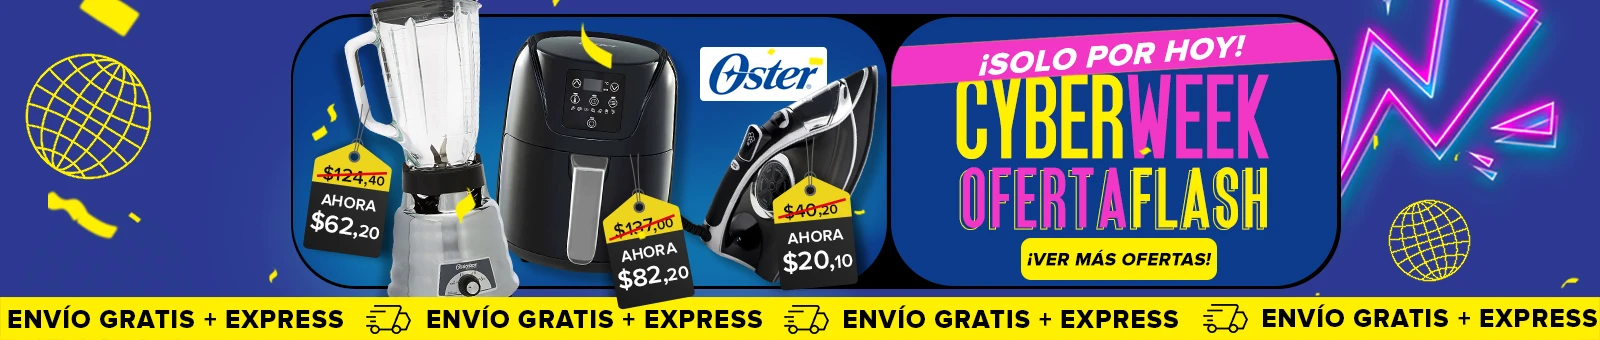 $124,40
AHORA
$62,20
$137,00
AHORA
$82,20
Oster
$40,20
AHORA
$20,10
¡SOLO POR HOY!
CYBERWEEK
OFERTAFLASH
¡VER MÁS OFERTAS!
ENVÍO GRATIS + EXPRESS ENVÍO GRATIS + EXPRESS ENVÍO GRATIS + EXPRESS ENVÍO GRATIS + EXPRESS